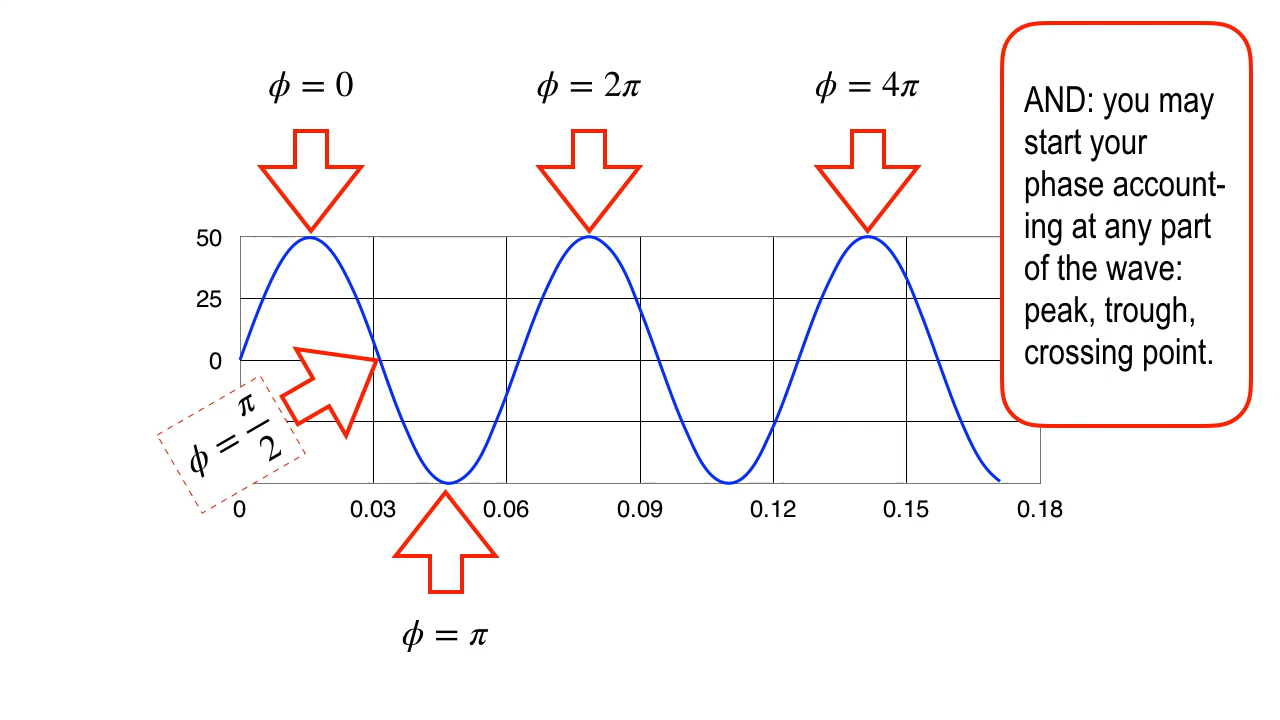 ϕ = 0
ϕ = 2π
ϕ = 4π
AND: you may
start your
phase account-
ing at any part
of the wave:
peak, trough,
crossing point.
50
25
0
ϕ = π/2
0
0.03
0.06
0.09
0.12
0.15
0.18
ϕ = π